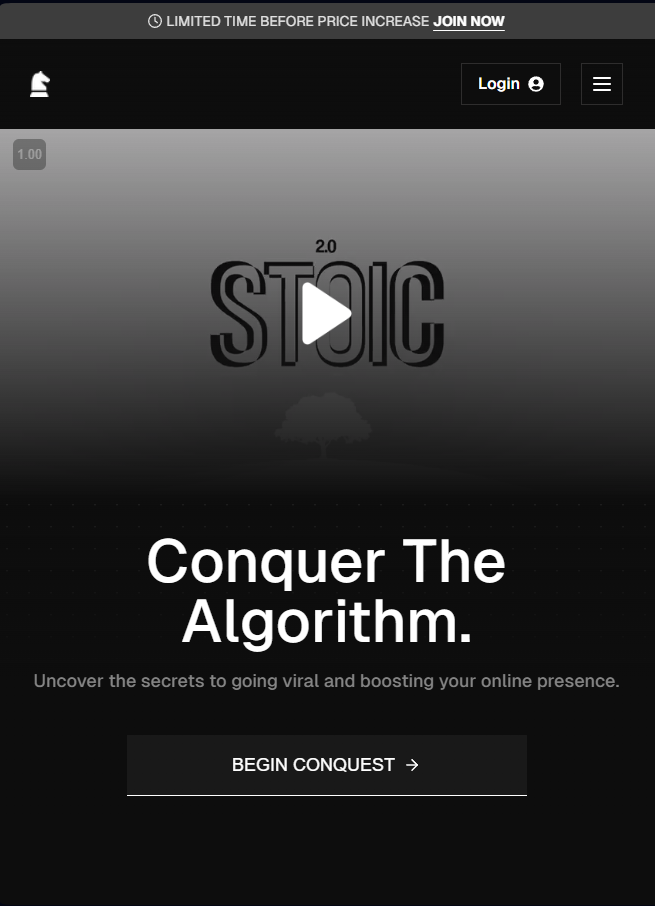 LIMITED TIME BEFORE PRICE INCREASE JOIN NOW
Login
1.00
2.0
STOIC
Conquer The
Algorithm.
Uncover the secrets to going viral and boosting your online presence.
BEGIN CONQUEST →